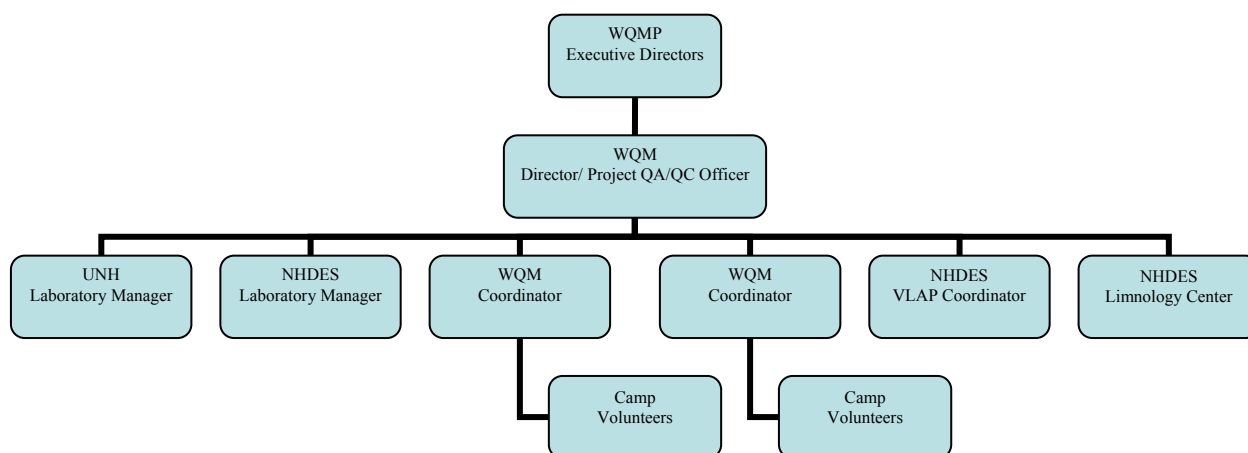 WQMP
Executive Directors
WQM
Director/ Project QA/QC Officer
UNH
Laboratory Manager
NHDES
Laboratory Manager
WQM
Coordinator
WQM
Coordinator
NHDES
VLAP Coordinator
NHDES
Limnology Center
Camp
Volunteers
Camp
Volunteers